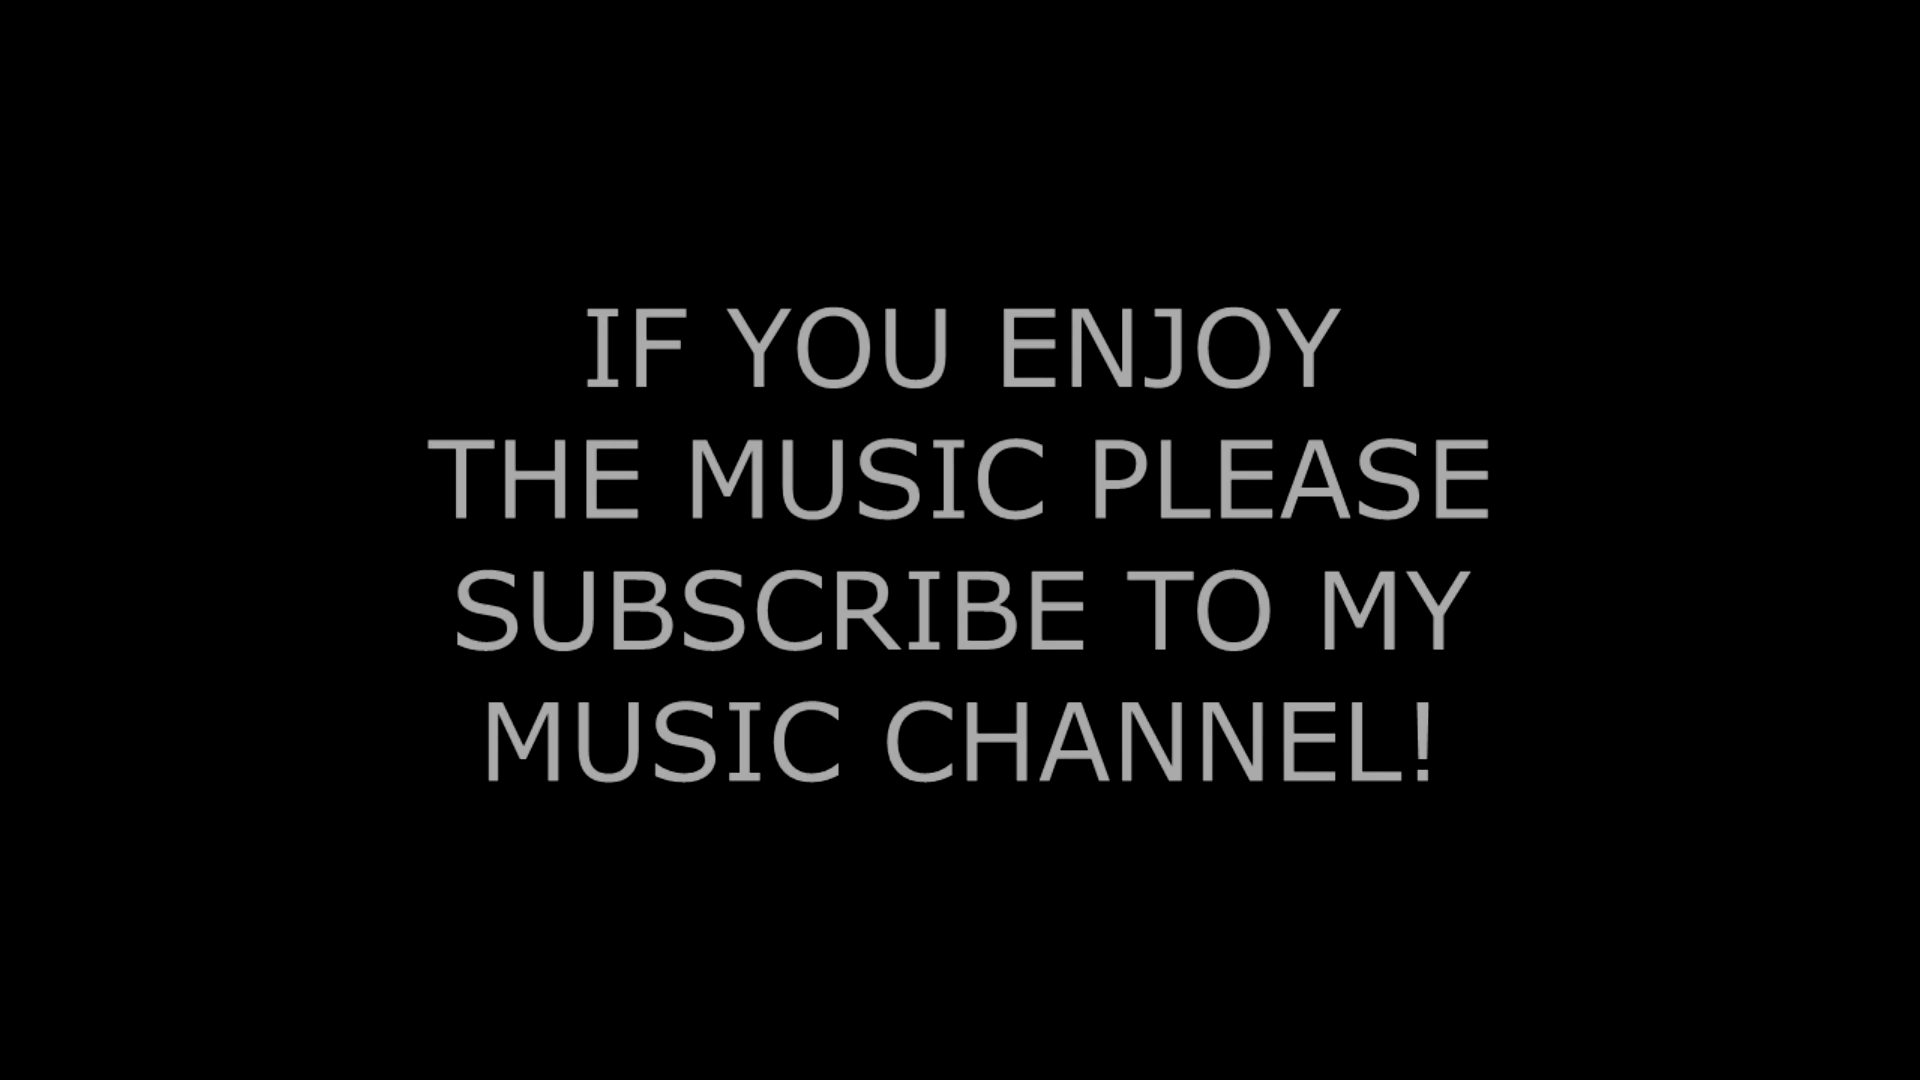 IF YOU ENJOY
THE MUSIC PLEASE
SUBSCRIBE TO MY
MUSIC CHANNEL!